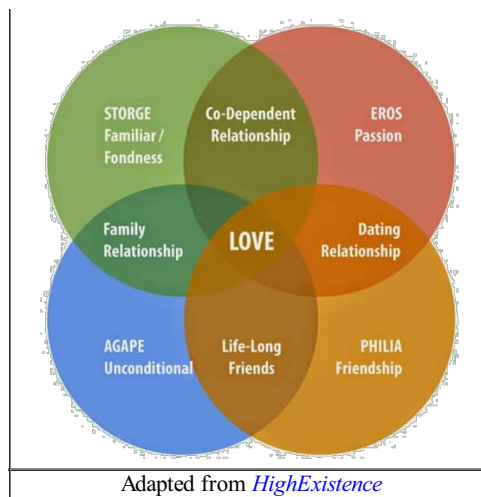 STORGE
Familiar /
Fondness
Co-Dependent
Relationship
EROS
Passion
Family
Relationship
LOVE
Dating
Relationship
AGAPE
Unconditional
Life-Long
Friends
PHILIA
Friendship
Adapted from HighExistence